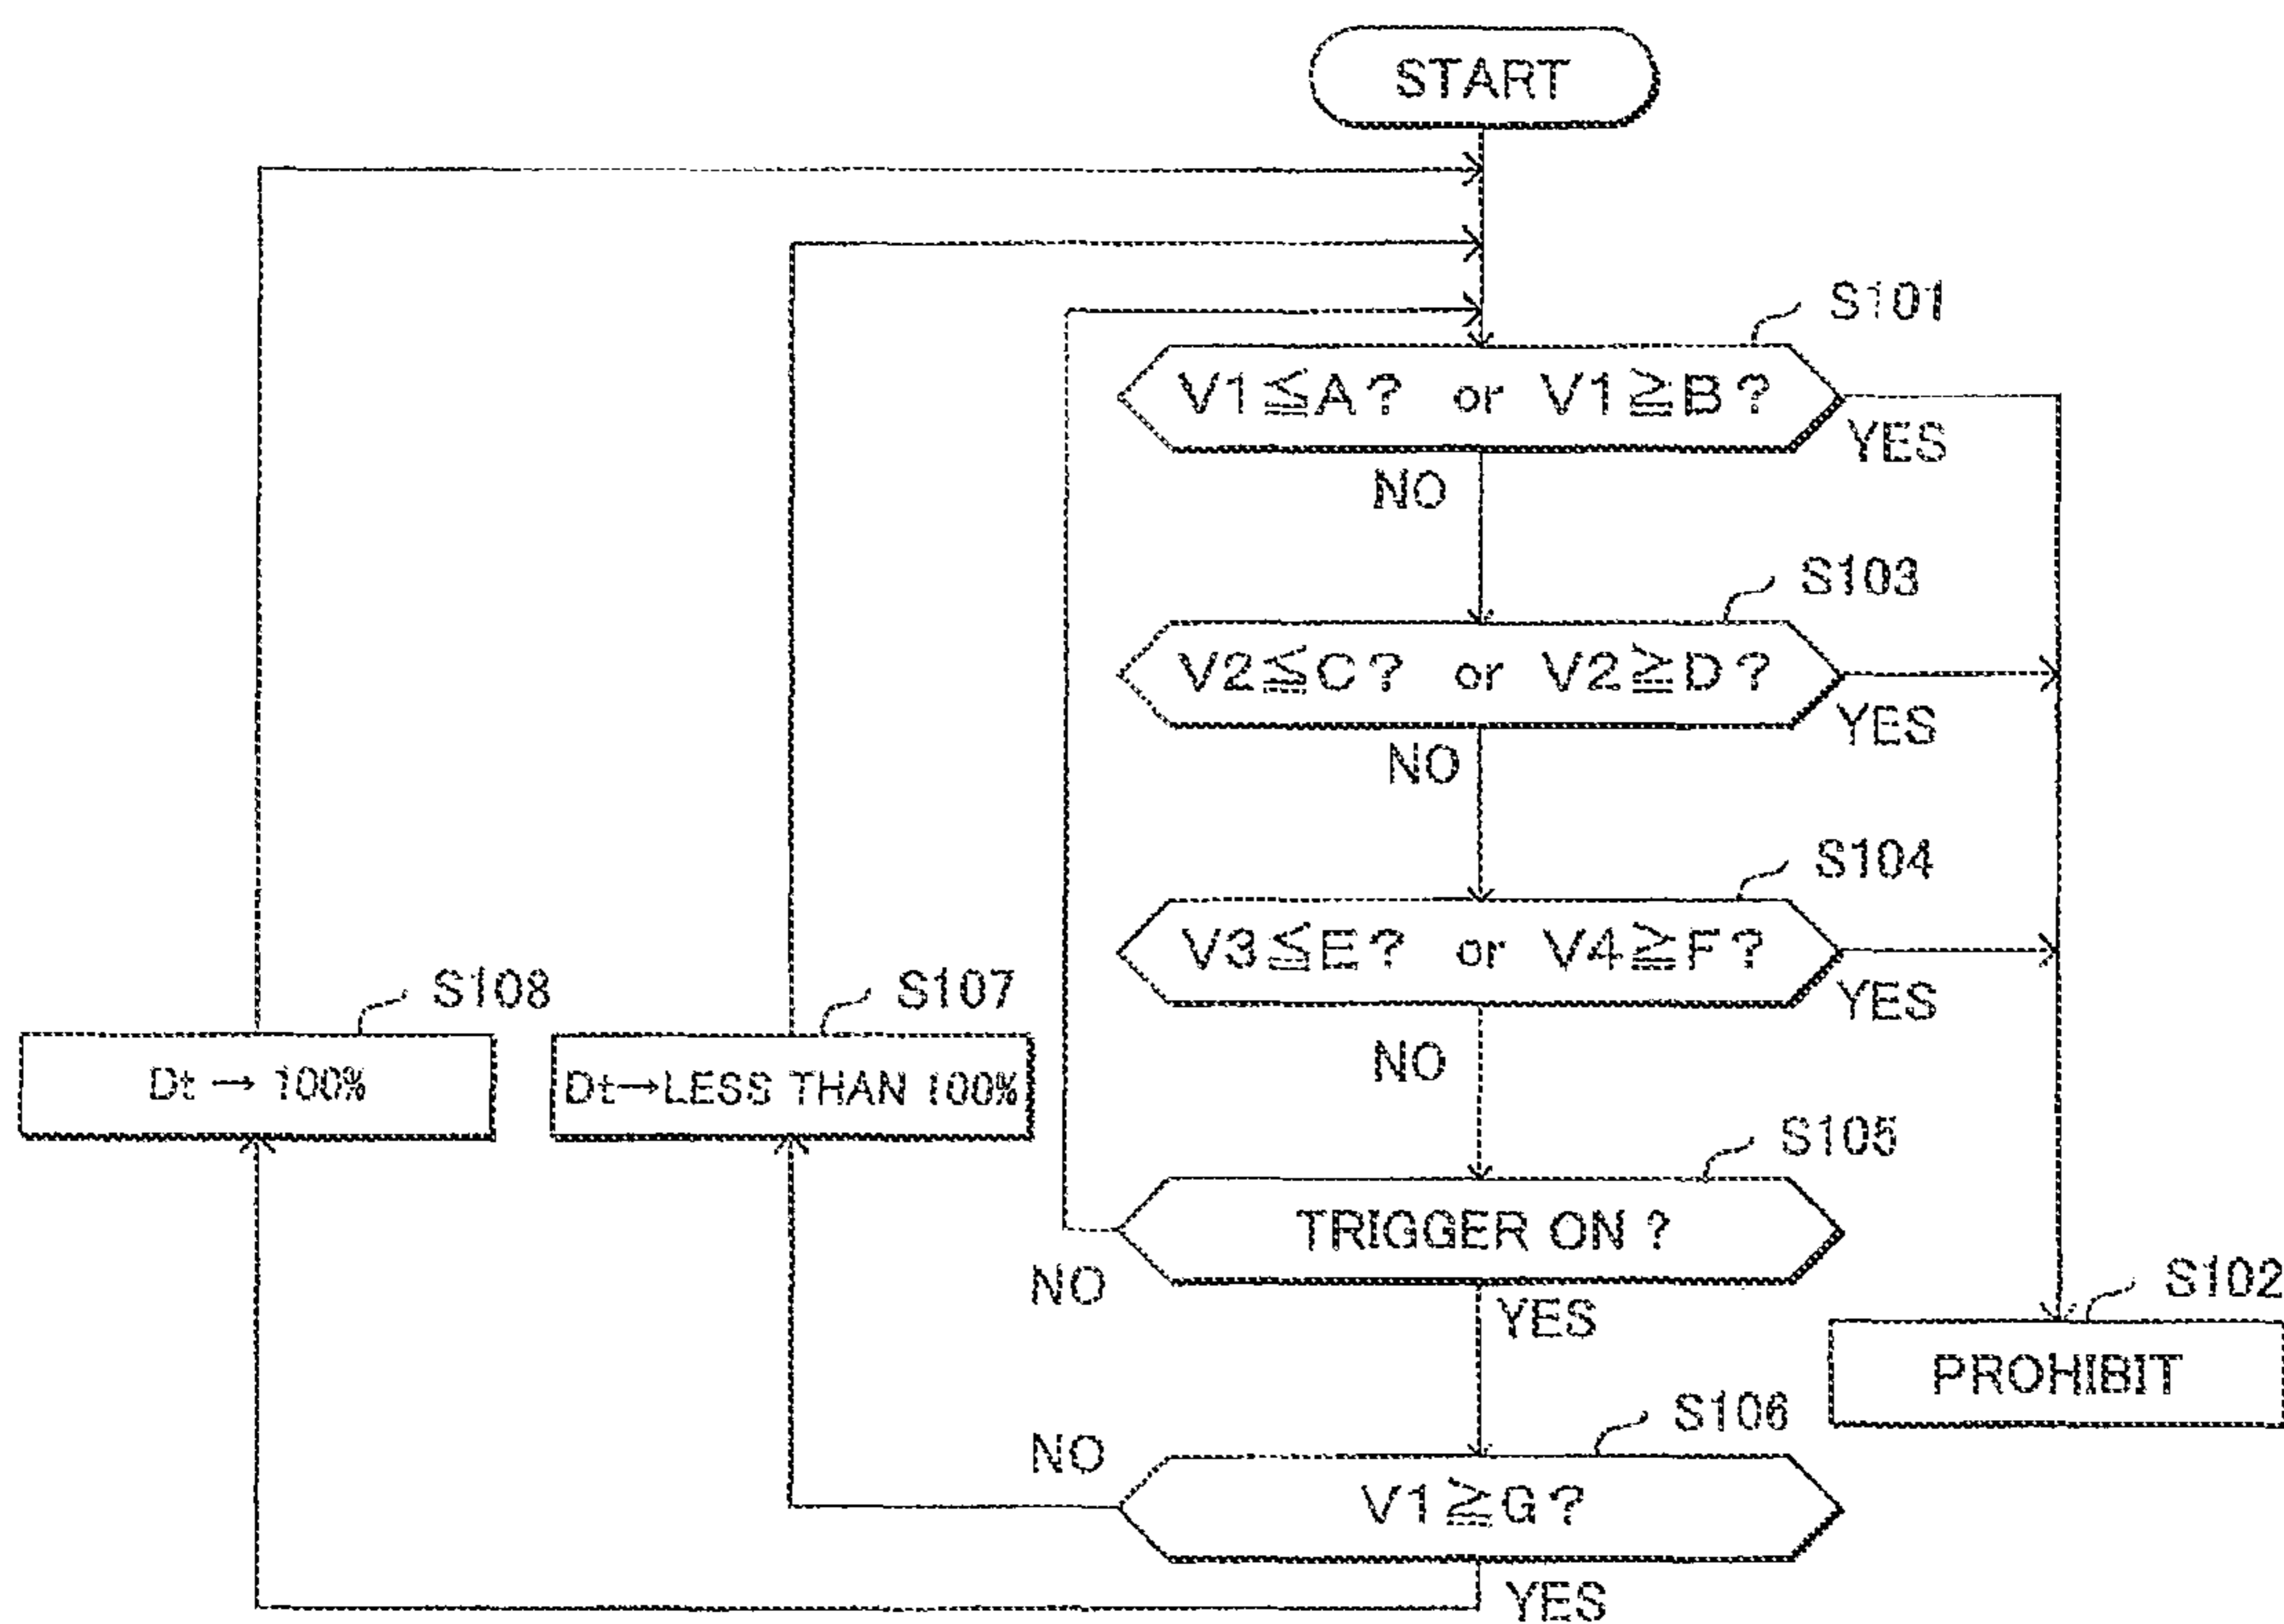 START
S101
V1≦A? or V1≧B?
YES
NO
S103
V2≦C? or V2≧D?
YES
NO
S104
V3≦E? or V4≧F?
YES
NO
S108
Dt → 100%
S107
Dt→LESS THAN 100%
S105
TRIGGER ON ?
NO
YES
S102
PROHIBIT
S106
V1≧G?
NO
YES